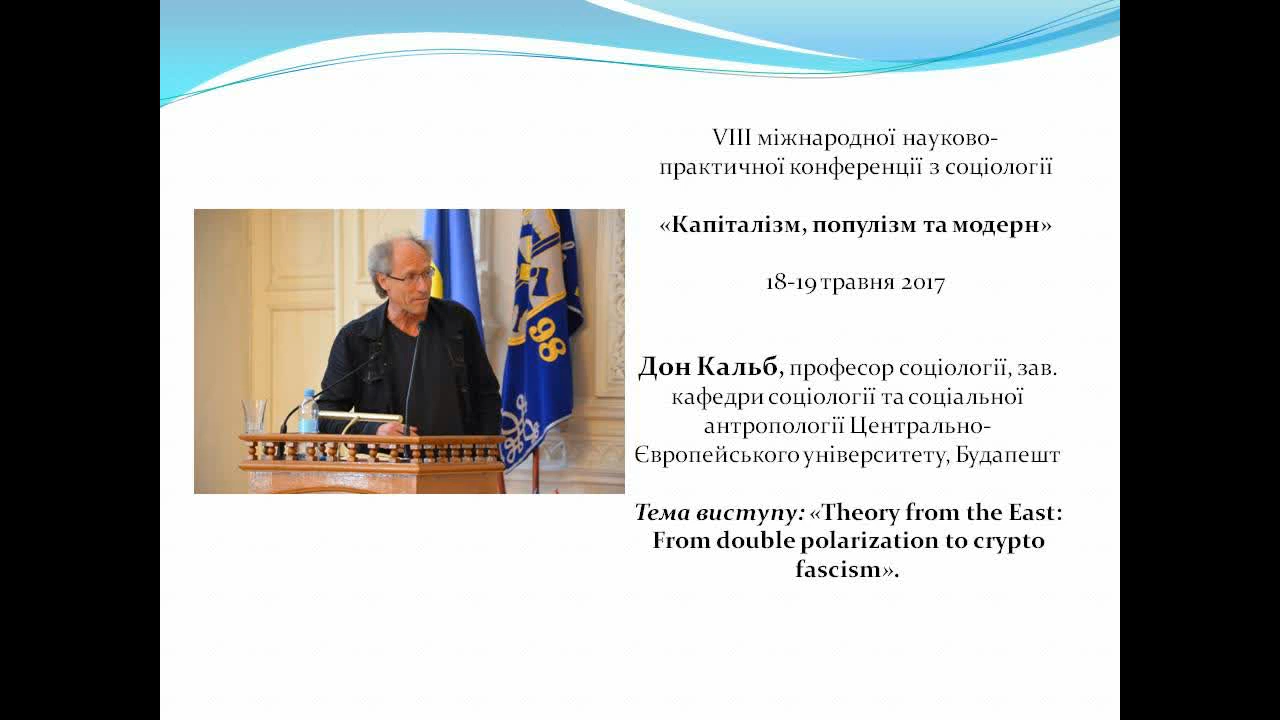 VIII міжнародної науково-
практичної конференції з соціології
«Капіталізм, популізм та модерн»
18-19 травня 2017
Дон Кальб, професор соціології, зав.
кафедри соціології та соціальної
антропології Центрально-
Європейського університету, Будапешт
Тема виступу: «Theory from the East:
From double polarization to crypto
fascism».
98